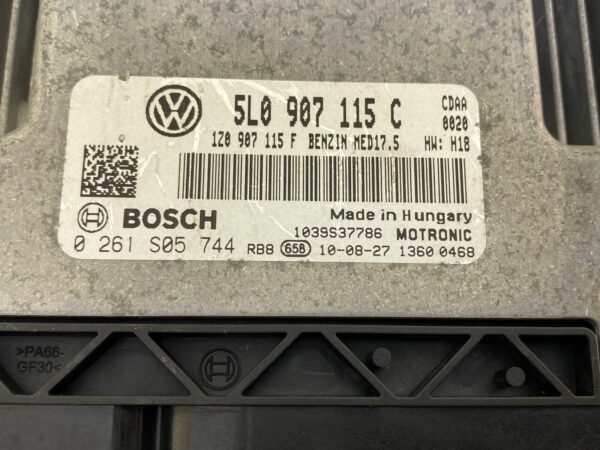 5L0 907 115 C CDAA
0020
1Z0 907 115 F BENZIN MED17.5 HW: H18
BOSCH Made in Hungary
1039S37786 MOTRONIC
0 261 S05 744 RB8 658 10-08-27 1360 0468
>PA66-
GF30<